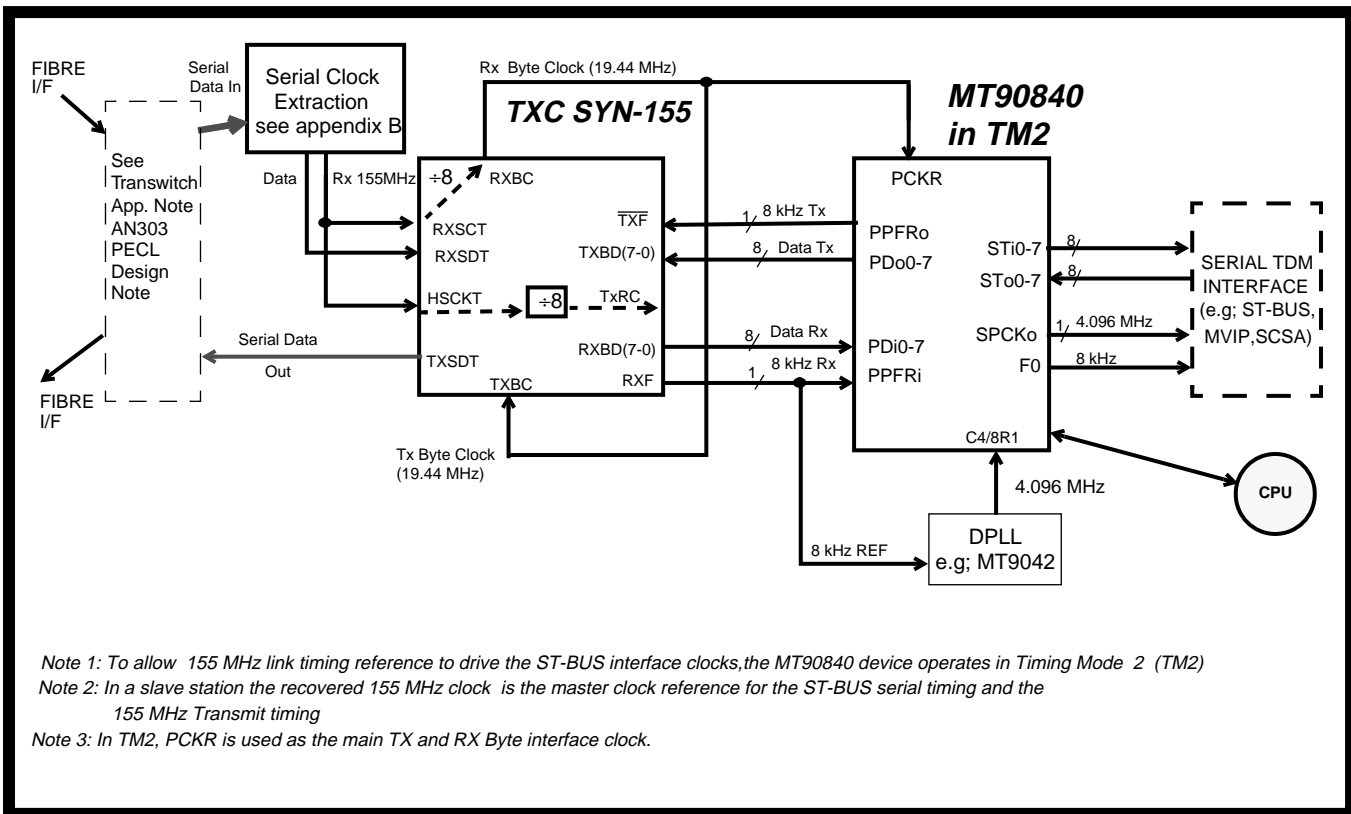 FIBRE
I/F
Serial
Data In
Serial Clock
Extraction
see appendix B
Rx Byte Clock (19.44 MHz)
TXC SYN-155
MT90840
in TM2
See
Transwitch
App. Note
AN303
PECL
Design
Note
Data
Rx 155MHz
÷8
RXBC
RXSCT
RXSDT
HSCKT
÷8
TxRC
TXSDT
TXBC
TXF
TXBD(7-0)
RXBD(7-0)
RXF
1
8 kHz Tx
8
Data Tx
8
Data Rx
1
8 kHz Rx
PCKR
PPFRo
PDo0-7
PDi0-7
PPFRi
STi0-7
STo0-7
SPCKo
F0
C4/8R1
8
8
1
4.096 MHz
8 kHz
SERIAL TDM
INTERFACE
(e.g; ST-BUS,
MVIP,SCSA)
Serial Data
Out
FIBRE
I/F
Tx Byte Clock
(19.44 MHz)
4.096 MHz
CPU
8 kHz REF
DPLL
e.g; MT9042
Note 1: To allow 155 MHz link timing reference to drive the ST-BUS interface clocks,the MT90840 device operates in Timing Mode 2 (TM2)
Note 2: In a slave station the recovered 155 MHz clock is the master clock reference for the ST-BUS serial timing and the
155 MHz Transmit timing
Note 3: In TM2, PCKR is used as the main TX and RX Byte interface clock.